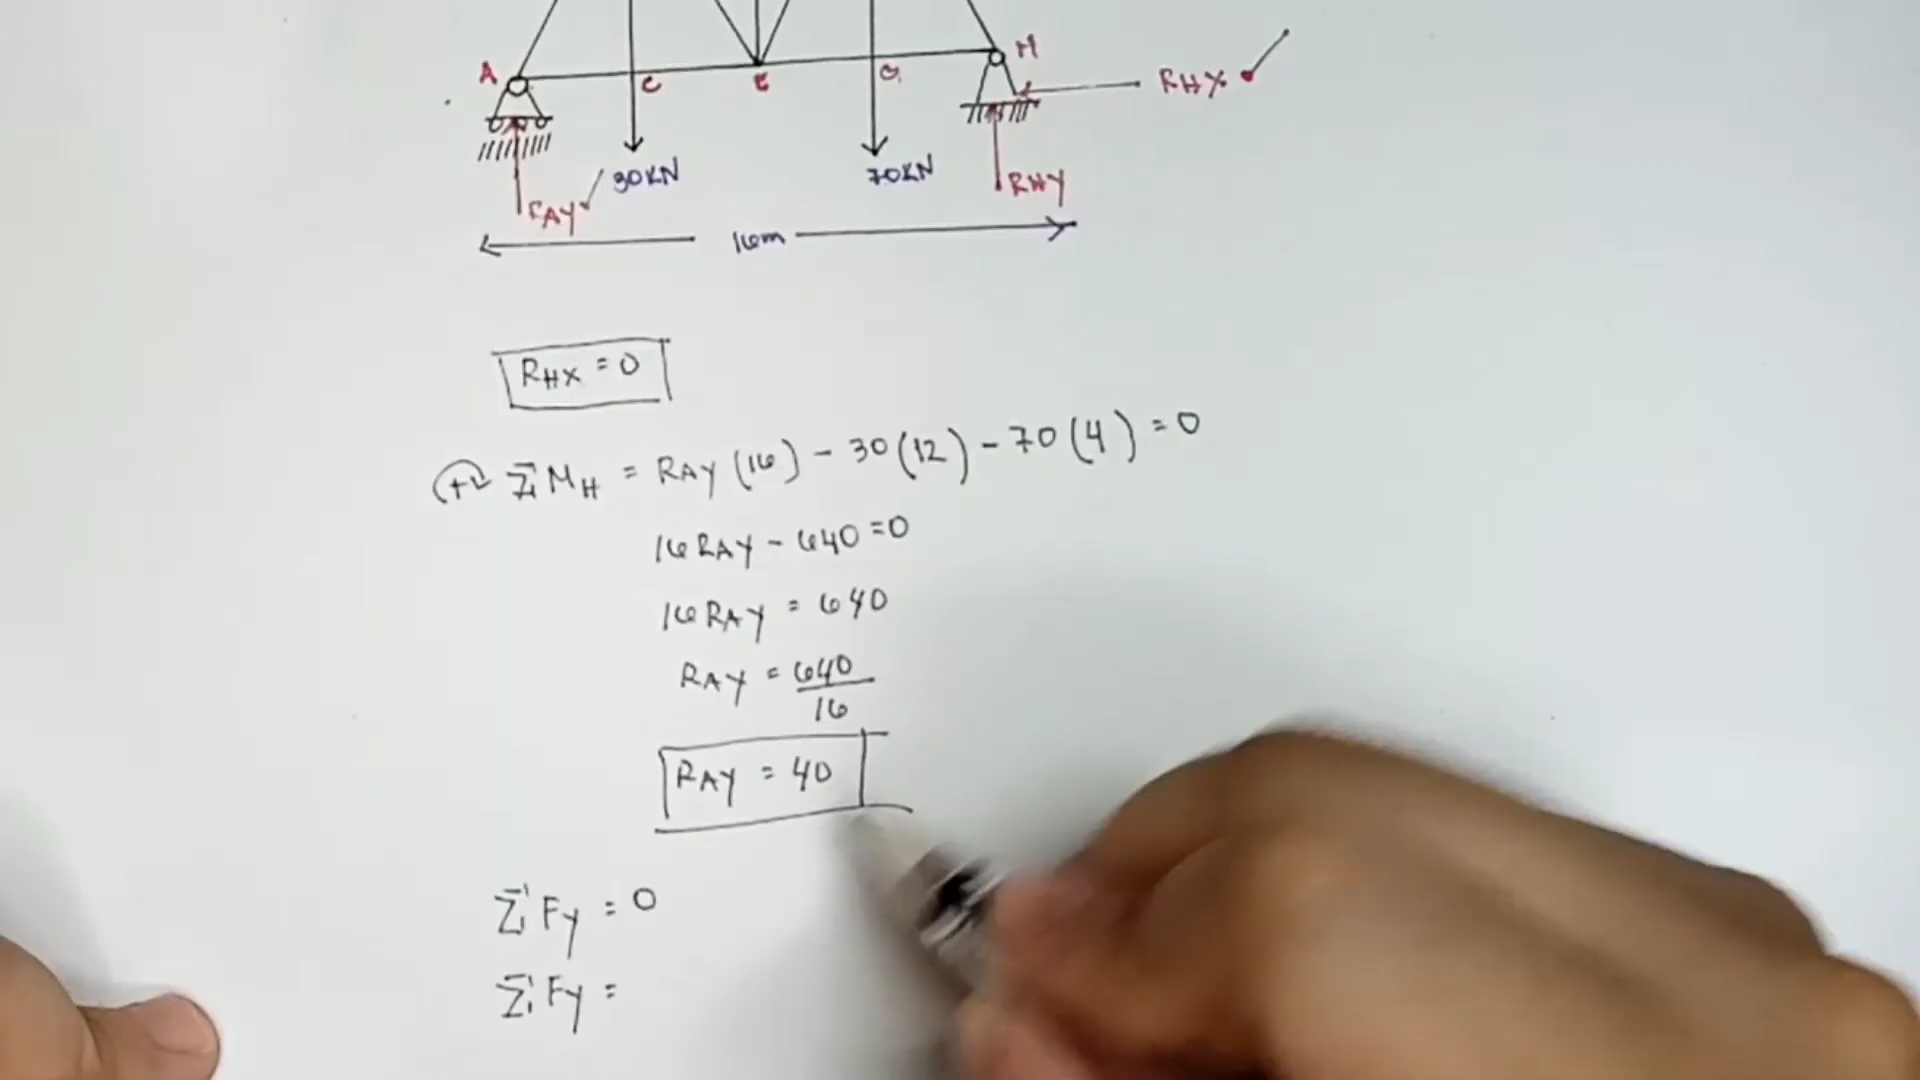 A C E G H
RHX
30KN 70KN RHY
RAY
16m
RHX = 0
(+ ΣMH = RAY (16) - 30 (12) - 70 (4) = 0
16 RAY - 640 = 0
16 RAY = 640
RAY = 640
16
RAY = 40
ΣFy = 0
ΣFy =